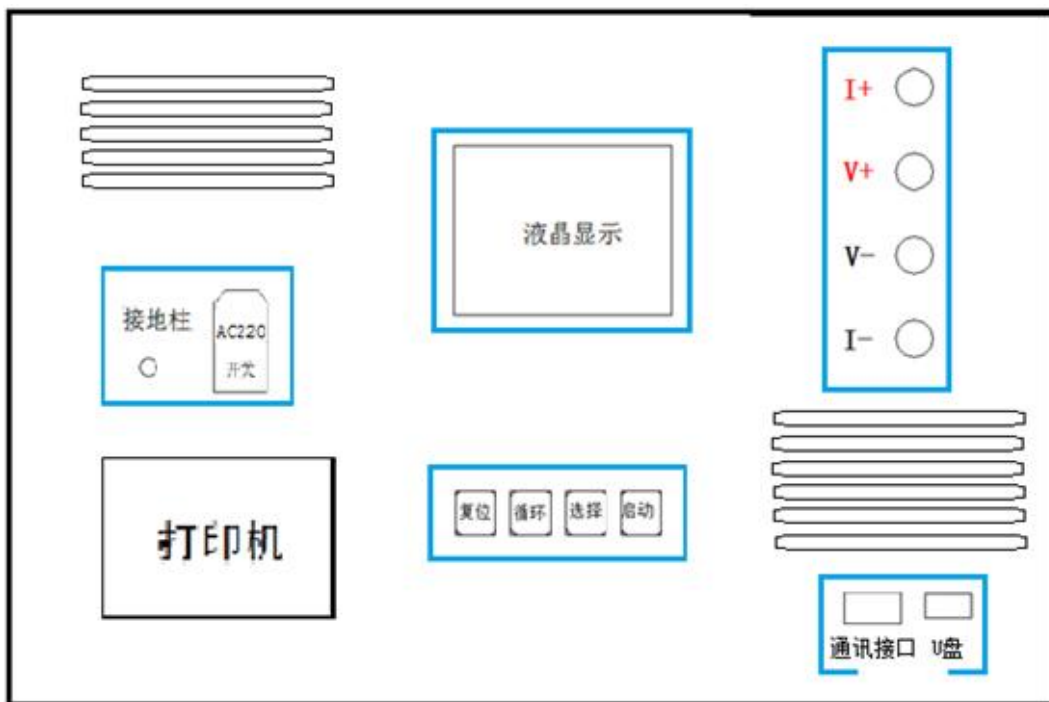 I+
V+
液晶显示
V-
接地柱
AC220
开关
I-
打印机
复位 循环 选择 启动
通讯接口 U盘